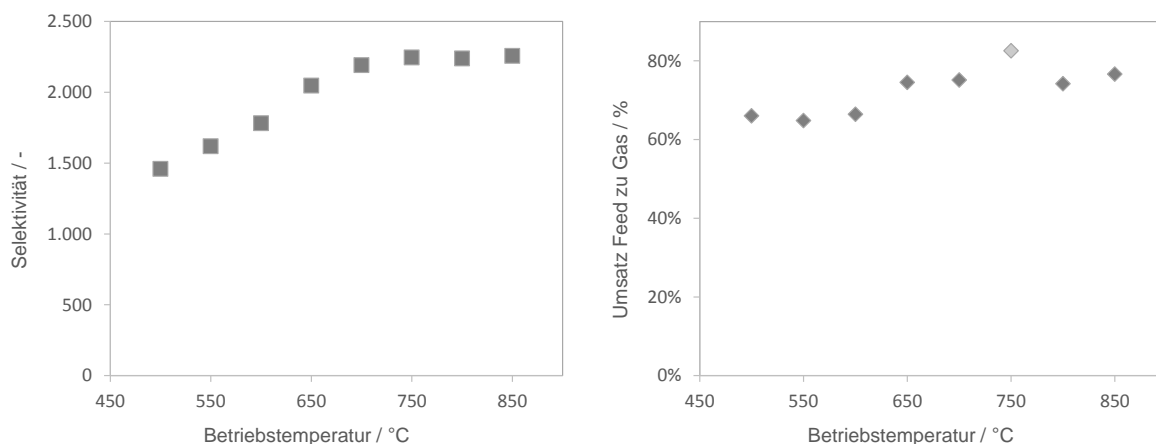 2.500
2.000
1.500
1.000
500
0
450 550 650 750 850
Selektivität / -
Betriebstemperatur / °C
80%
60%
40%
20%
0%
450 550 650 750 850
Umsatz Feed zu Gas / %
Betriebstemperatur / °C